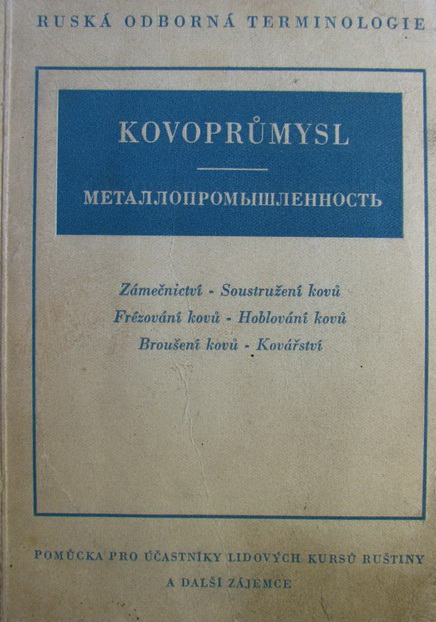 RUSKÁ ODBORNÁ TERMINOLOGIE
KOVOPRŮMYSL
МЕТАЛЛОПРОМЫШЛЕННОСТЬ
Zámečnictví - Soustružení kovů
Frézování kovů - Hoblování kovů
Broušení kovů - Kovářství
POMŮCKA PRO ÚČASTNÍKY LIDOVÝCH KURSŮ RUŠTINY
A DALŠÍ ZÁJEMCE